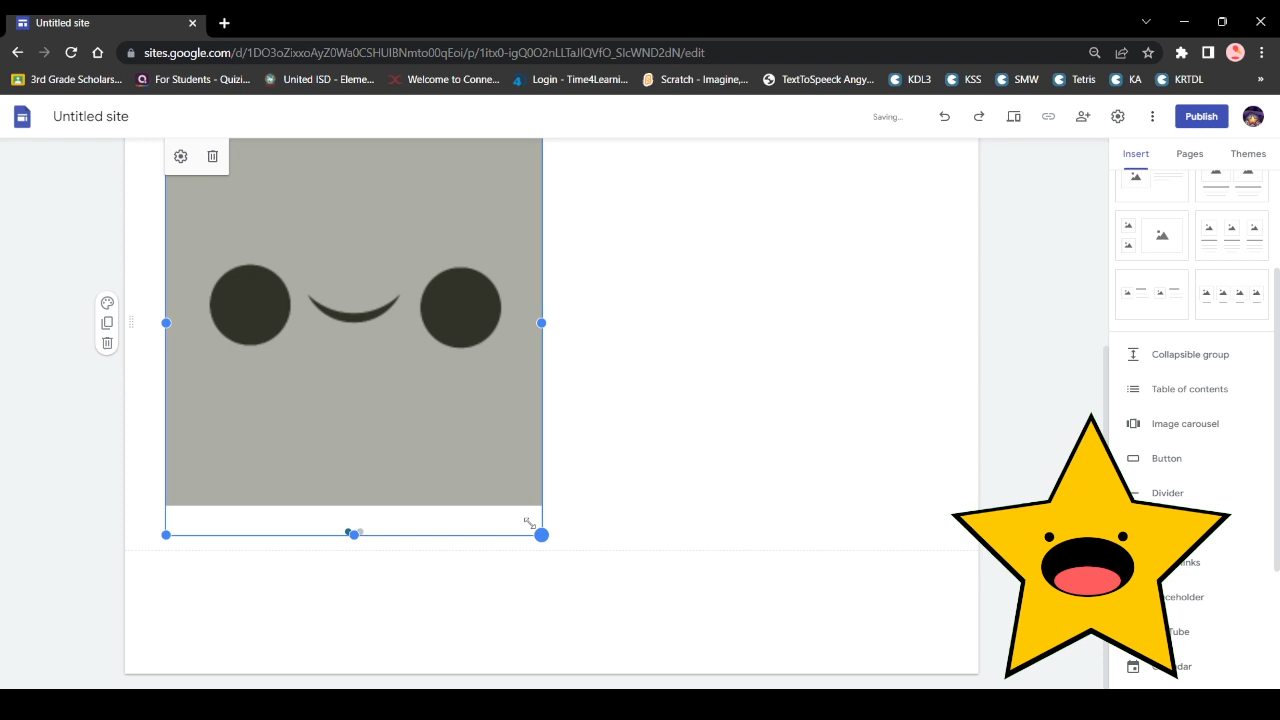 Untitled site
sites.google.com/d/1DO3oZixxoAyZ0Wa0CSHUlBNmto00qEoi/p/1itx0-igQ0O2nLLTaJlQVfO_SlcWND2dN/edit
3rd Grade Scholars... For Students - Quizi... United ISD - Eleme... Welcome to Conne... Login - Time4Learni... Scratch - Imagine,... TextToSpeeck Angy... KDL3 KSS SMW Tetris KA KRTDL »
Untitled site Saving... Publish
Insert Pages Themes
Collapsible group
Table of contents
Image carousel
Button
Divider